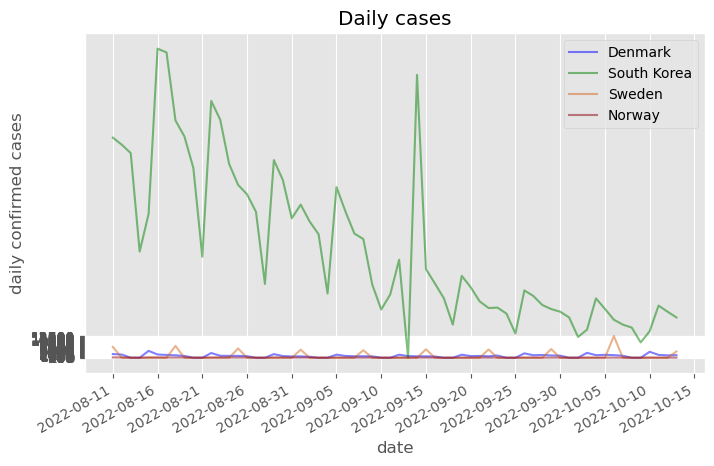 Daily cases
Denmark
South Korea
Sweden
Norway
daily confirmed cases
2022-08-11
2022-08-16
2022-08-21
2022-08-26
2022-08-31
2022-09-05
2022-09-10
2022-09-15
2022-09-20
2022-09-25
2022-09-30
2022-10-05
2022-10-10
2022-10-15
date